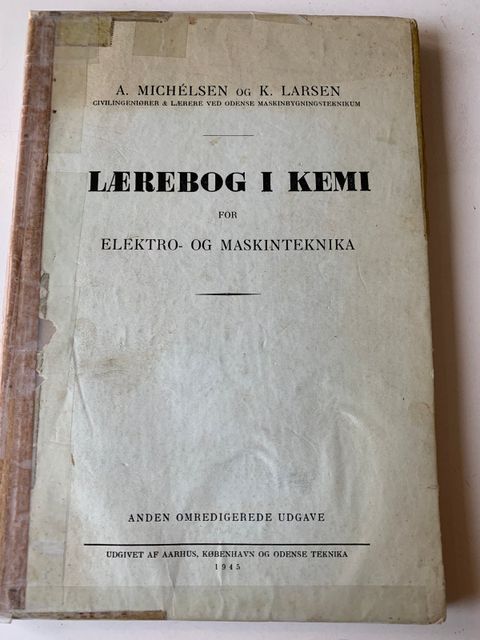 A. MICHÉLSEN OG K. LARSEN
CIVILINGENIØRER & LÆRERE VED ODENSE MASKINBYGNINGSTEKNIKUM
LÆREBOG I KEMI
FOR
ELEKTRO- OG MASKINTEKNIKA
ANDEN OMREDIGEREDE UDGAVE
UDGIVET AF AARHUS, KØBENHAVN OG ODENSE TEKNIKA
1945